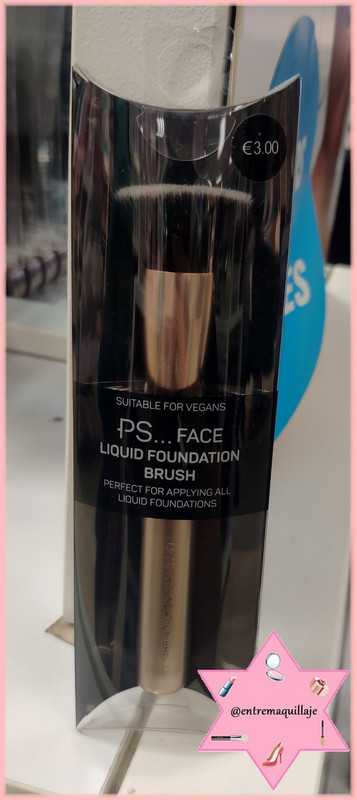 €3.00
SUITABLE FOR VEGANS
PS... FACE
LIQUID FOUNDATION
BRUSH
PERFECT FOR APPLYING ALL
LIQUID FOUNDATIONS
@entremaquillaje